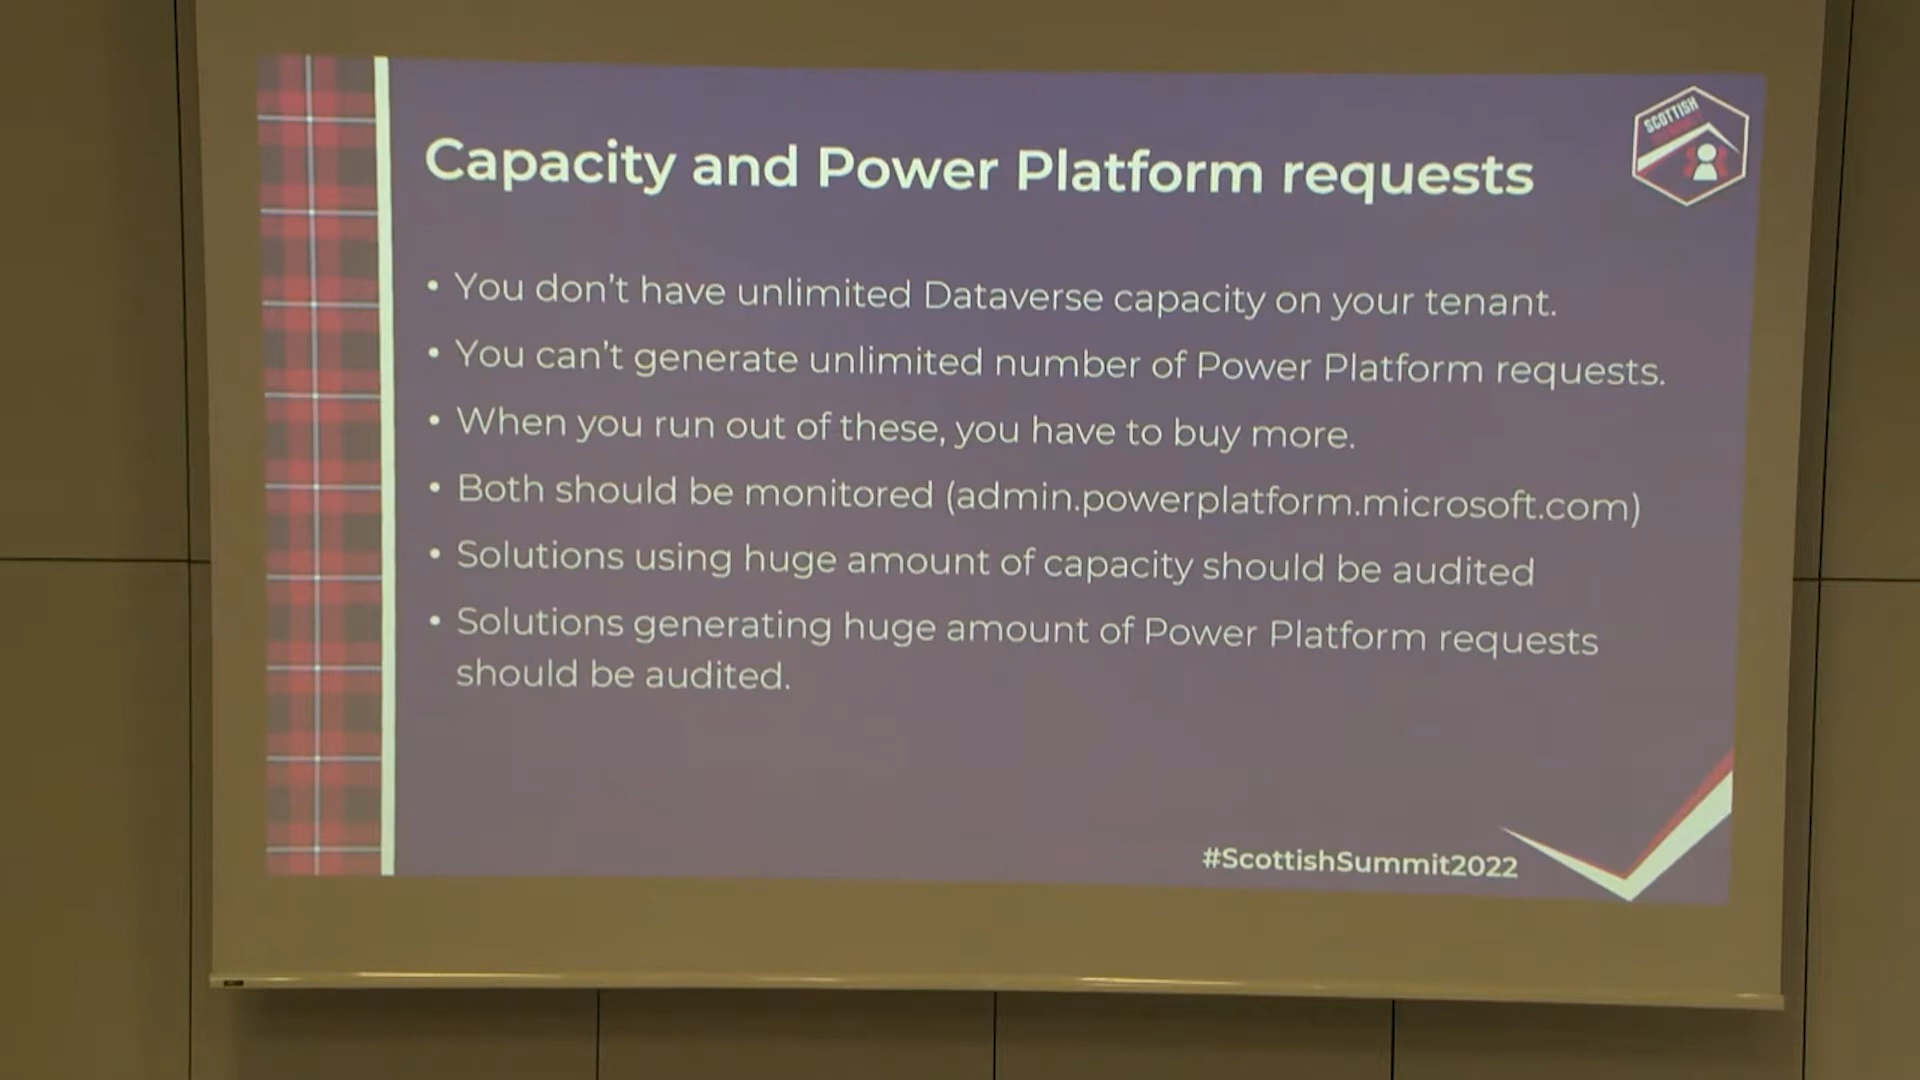 SCOTTISH
Capacity and Power Platform requests
• You don't have unlimited Dataverse capacity on your tenant.
• You can't generate unlimited number of Power Platform requests.
• When you run out of these, you have to buy more.
• Both should be monitored (admin.powerplatform.microsoft.com)
• Solutions using huge amount of capacity should be audited
• Solutions generating huge amount of Power Platform requests
should be audited.
#ScottishSummit2022